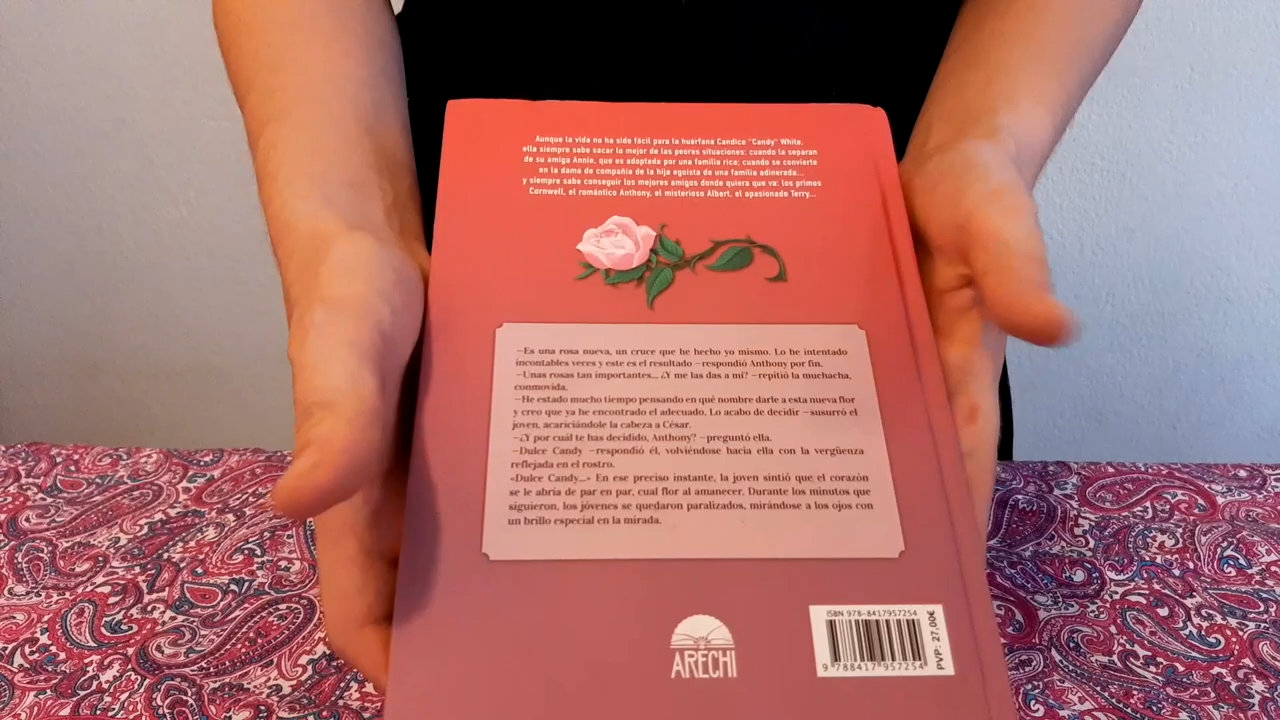 Aunque la vida no ha sido fácil para la huérfana Candice "Candy" White,
ella siempre sabe sacar lo mejor de las peores situaciones: cuando la separan
de su amiga Annie, que es adoptada por una familia rica; cuando se convierte
en la dama de compañía de la hija egoísta de una familia adinerada...
y siempre sabe conseguir los mejores amigos donde quiera que va: los primos
Cornwell, el romántico Anthony, el misterioso Albert, el apasionado Terry...
—Es una rosa nueva, un cruce que he hecho yo mismo. Lo he intentado
incontables veces y este es el resultado —respondió Anthony por fin.
—Unas rosas tan importantes... ¿Y me las das a mí? —repitió la muchacha,
conmovida.
—He estado mucho tiempo pensando en qué nombre darle a esta nueva flor
y creo que ya he encontrado el adecuado. Lo acabo de decidir —susurró el
joven, acariciándole la cabeza a César.
—¿Y por cuál te has decidido, Anthony? —preguntó ella.
—Dulce Candy —respondió él, volviéndose hacia ella con la vergüenza
reflejada en el rostro.
«Dulce Candy...» En ese preciso instante, la joven sintió que el corazón
se le abría de par en par, cual flor al amanecer. Durante los minutos que
siguieron, los jóvenes se quedaron paralizados, mirándose a los ojos con
un brillo especial en la mirada.
ARECHI
ISBN 978-8417957254
9 788417 957254
PVP: 27,00€